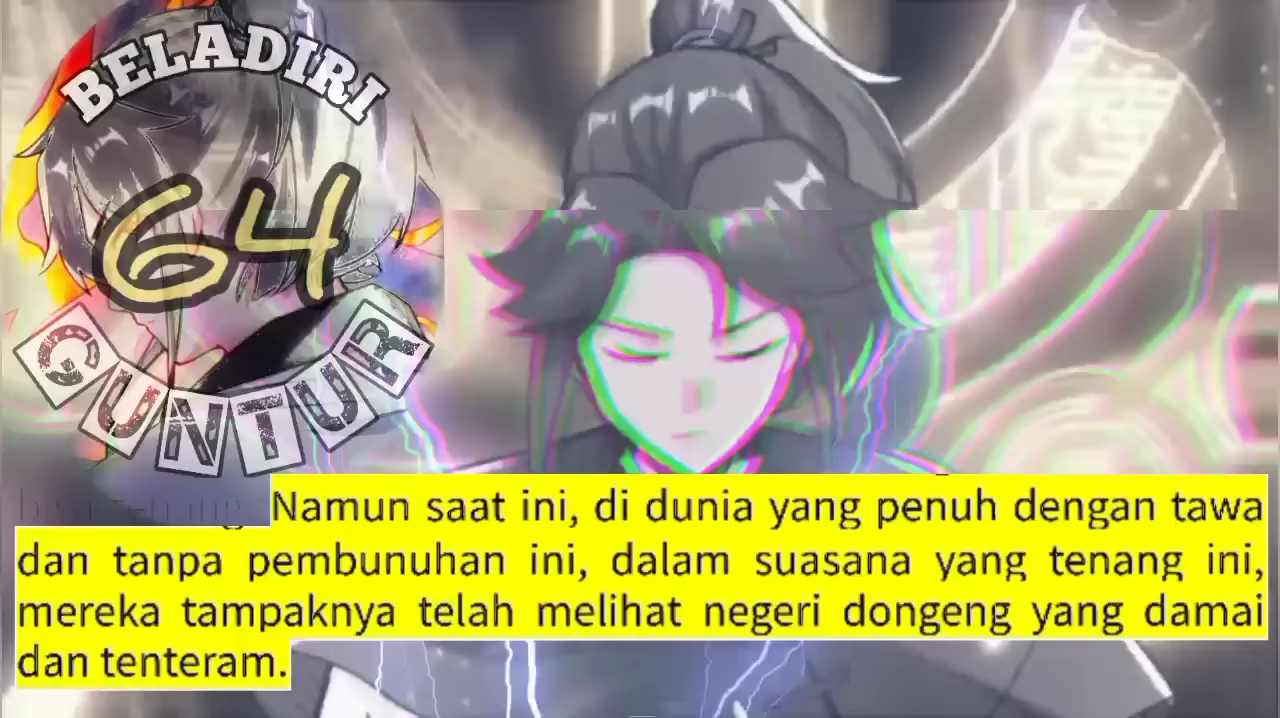 BELADIRI
64
GUNTUR
Namun saat ini, di dunia yang penuh dengan tawa
dan tanpa pembunuhan ini, dalam suasana yang tenang ini,
mereka tampaknya telah melihat negeri dongeng yang damai
dan tenteram.